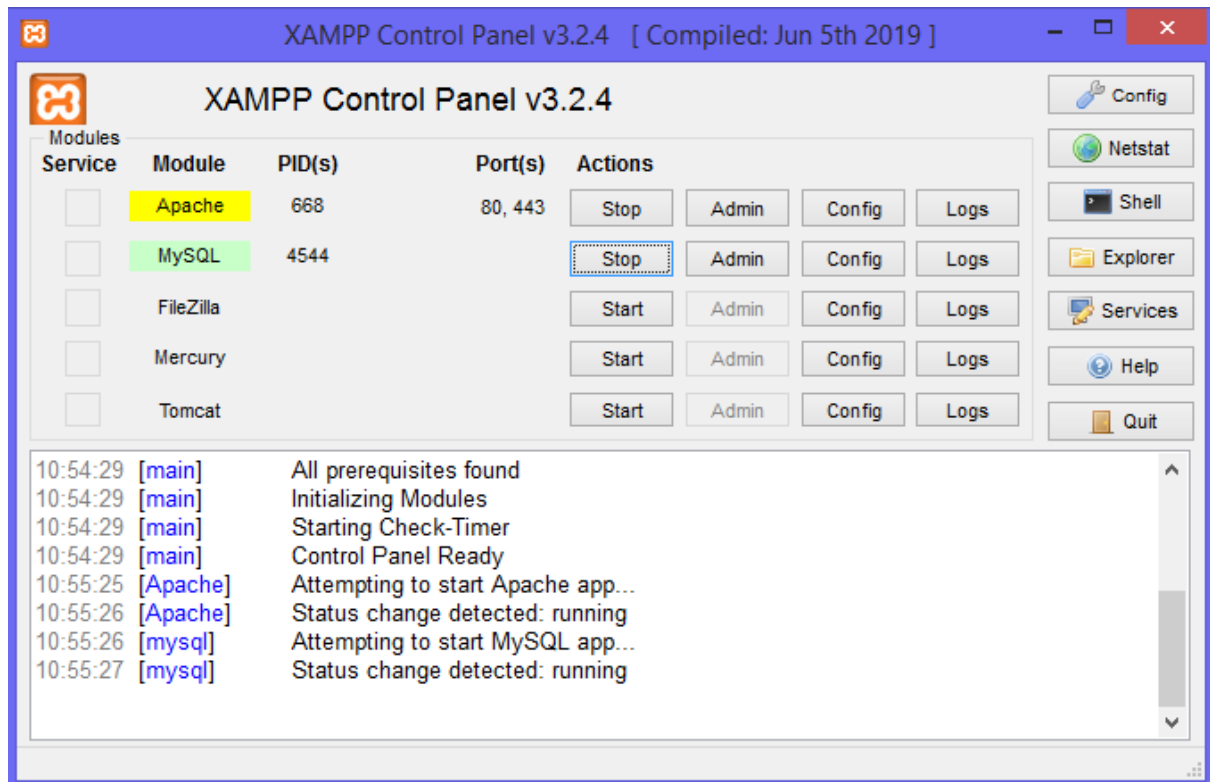 XAMPP Control Panel v3.2.4 [ Compiled: Jun 5th 2019 ]
XAMPP Control Panel v3.2.4
Config
Modules
Netstat
Service Module PID(s) Port(s) Actions
Apache 668 80, 443 Stop Admin Config Logs
Shell
MySQL 4544 Stop Admin Config Logs
Explorer
FileZilla Start Admin Config Logs
Services
Mercury Start Admin Config Logs
Help
Tomcat Start Admin Config Logs
Quit
10:54:29 [main] All prerequisites found
10:54:29 [main] Initializing Modules
10:54:29 [main] Starting Check-Timer
10:54:29 [main] Control Panel Ready
10:55:25 [Apache] Attempting to start Apache app...
10:55:26 [Apache] Status change detected: running
10:55:26 [mysql] Attempting to start MySQL app...
10:55:27 [mysql] Status change detected: running